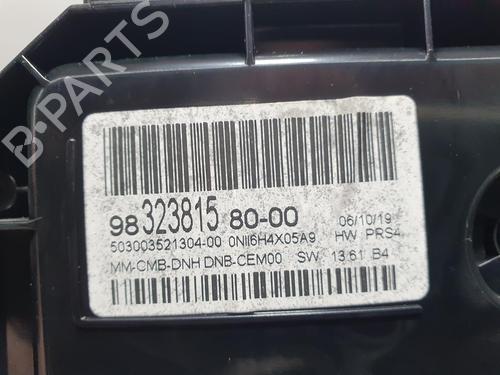 B-PARTS
98 323815 80-00
06/10/19
503003521304-00 0NII6H4X05A9 HW PRS4
MM-CMB-DNH DNB-CEM00 SW 13.61 B4